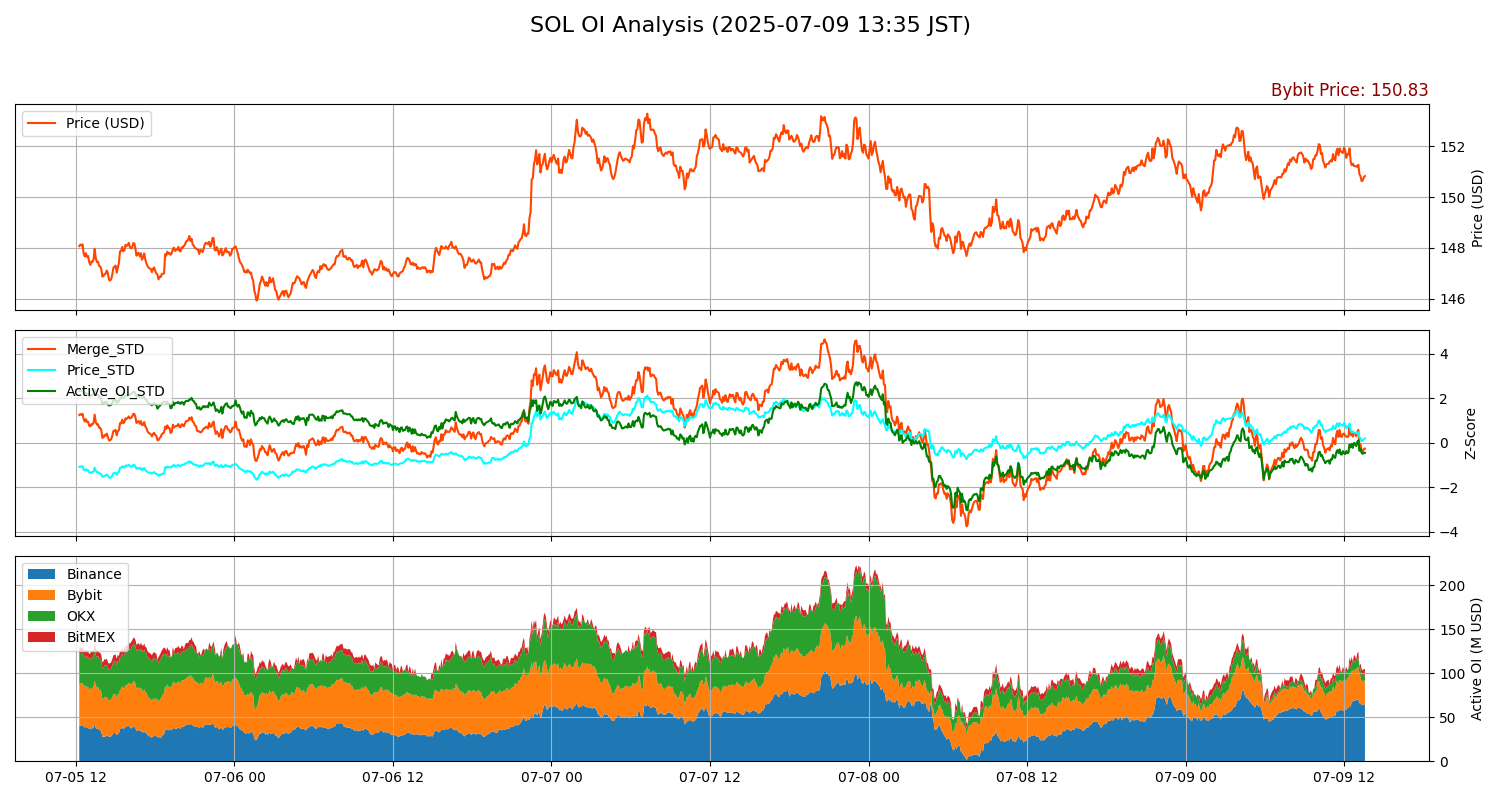 SOL OI Analysis (2025-07-09 13:35 JST)
Bybit Price: 150.83
Price (USD)
152
150
148
146
Price (USD)
Merge_STD
Price_STD
Active_OI_STD
4
2
0
−2
−4
Z-Score
Binance
Bybit
OKX
BitMEX
200
150
100
50
0
Active OI (M USD)
07-05 12
07-06 00
07-06 12
07-07 00
07-07 12
07-08 00
07-08 12
07-09 00
07-09 12